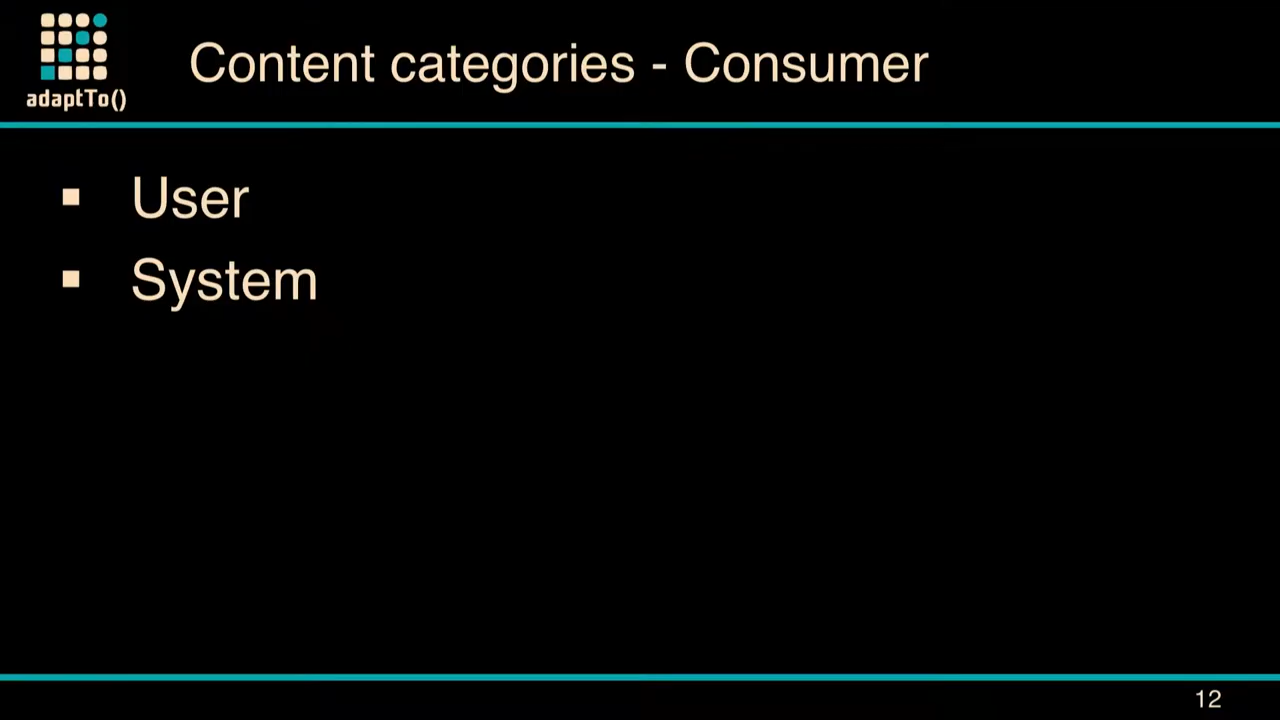 adaptTo()
Content categories - Consumer
▪ User
▪ System
12